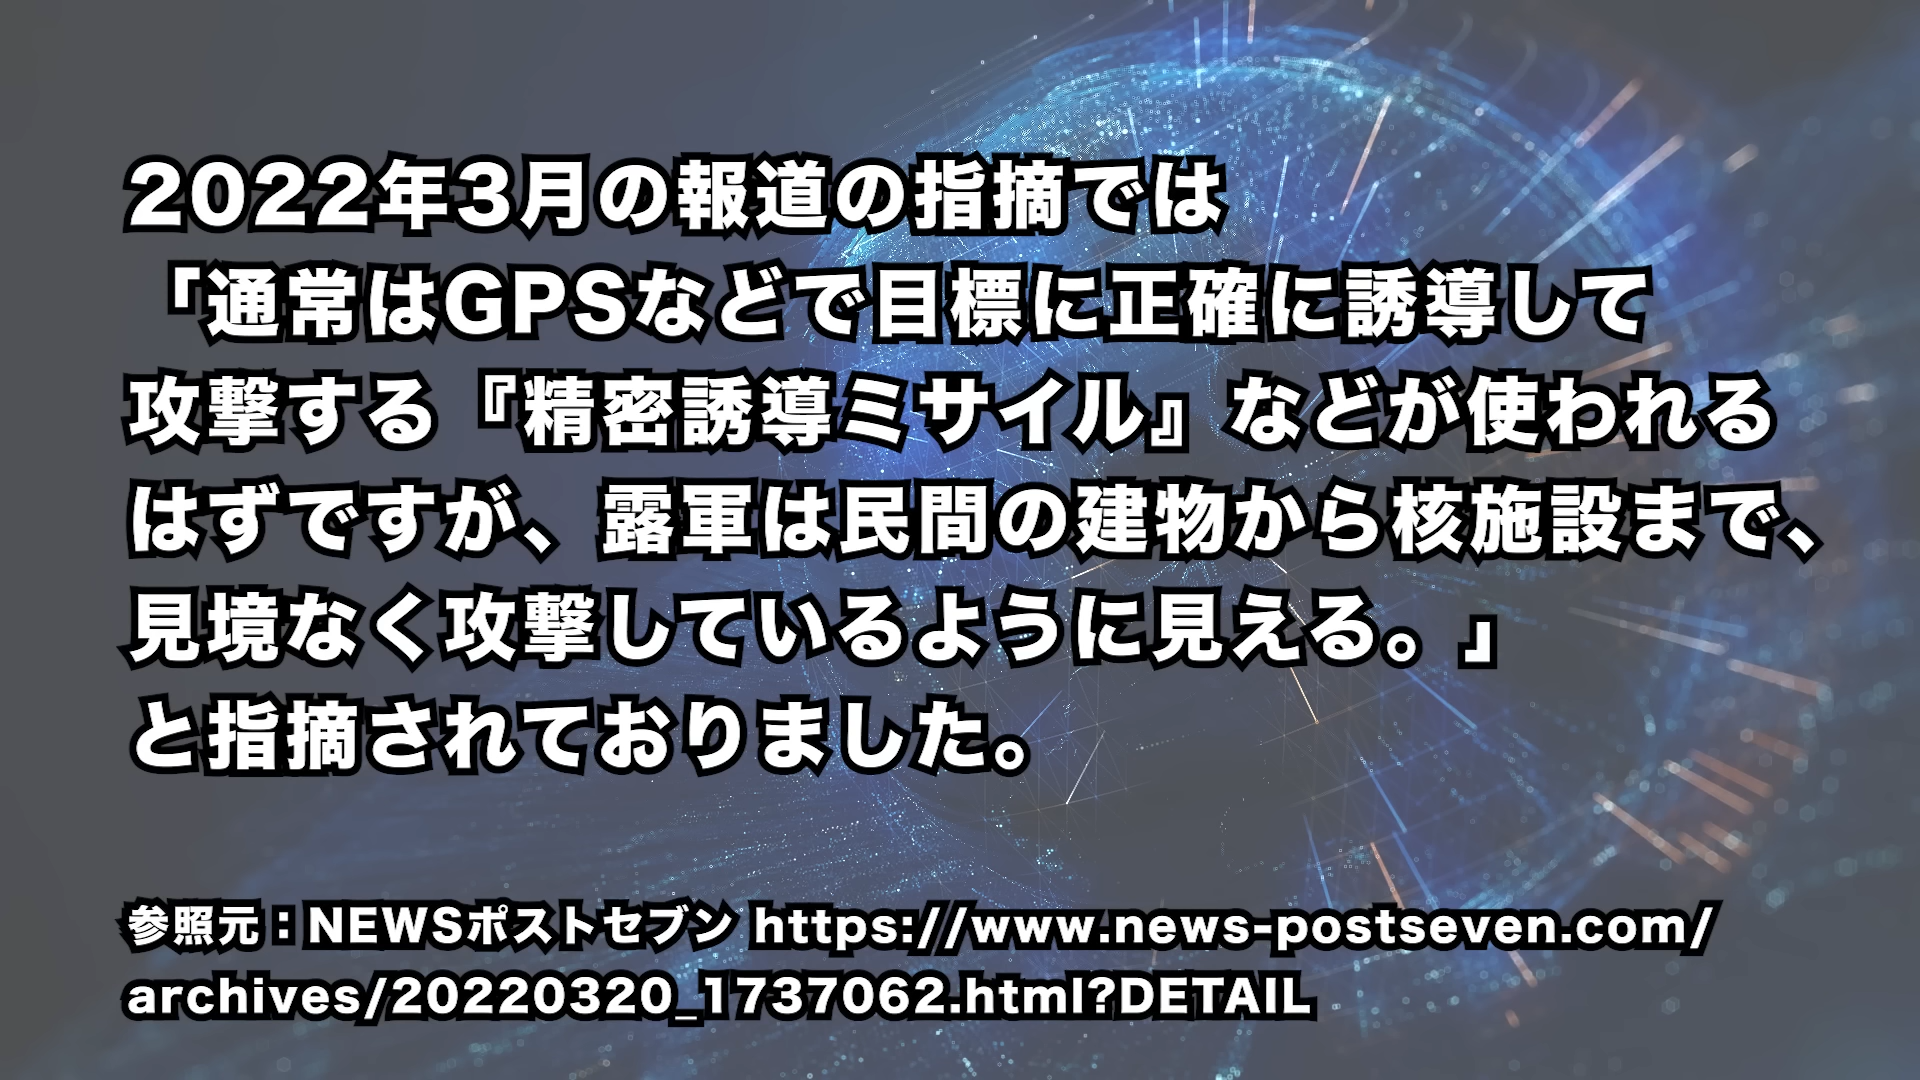 2022年3月の報道の指摘では
「通常はGPSなどで目標に正確に誘導して
攻撃する『精密誘導ミサイル』などが使われる
はずですが、露軍は民間の建物から核施設まで、
見境なく攻撃しているように見える。」
と指摘されておりました。
参照元：NEWSポストセブン https://www.news-postseven.com/
archives/20220320_1737062.html?DETAIL